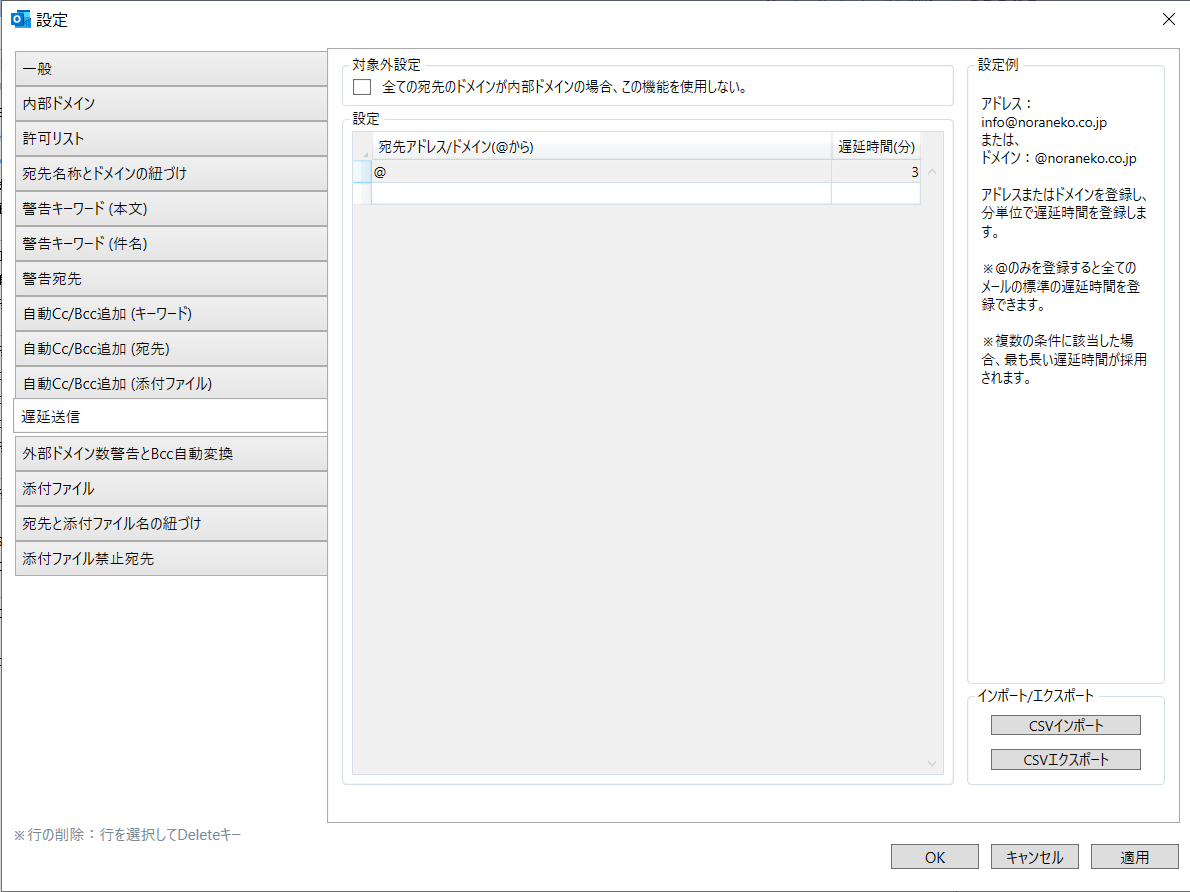 設定
一般
内部ドメイン
許可リスト
宛先名称とドメインの紐づけ
警告キーワード (本文)
警告キーワード (件名)
警告宛先
自動Cc/Bcc追加 (キーワード)
自動Cc/Bcc追加 (宛先)
自動Cc/Bcc追加 (添付ファイル)
遅延送信
外部ドメイン数警告とBcc自動変換
添付ファイル
宛先と添付ファイル名の紐づけ
添付ファイル禁止宛先
※行の削除：行を選択してDeleteキー
対象外設定
全ての宛先のドメインが内部ドメインの場合、この機能を使用しない。
設定
宛先アドレス/ドメイン(@から) 遅延時間(分)
@ 3
設定例
アドレス：
info@noraneko.co.jp
または、
ドメイン：@noraneko.co.jp
アドレスまたはドメインを登録し、
分単位で遅延時間を登録しま
す。
※@のみを登録すると全ての
メールの標準の遅延時間を登
録できます。
※複数の条件に該当した場
合、最も長い遅延時間が採用
されます。
インポート/エクスポート
CSVインポート
CSVエクスポート
OK キャンセル 適用